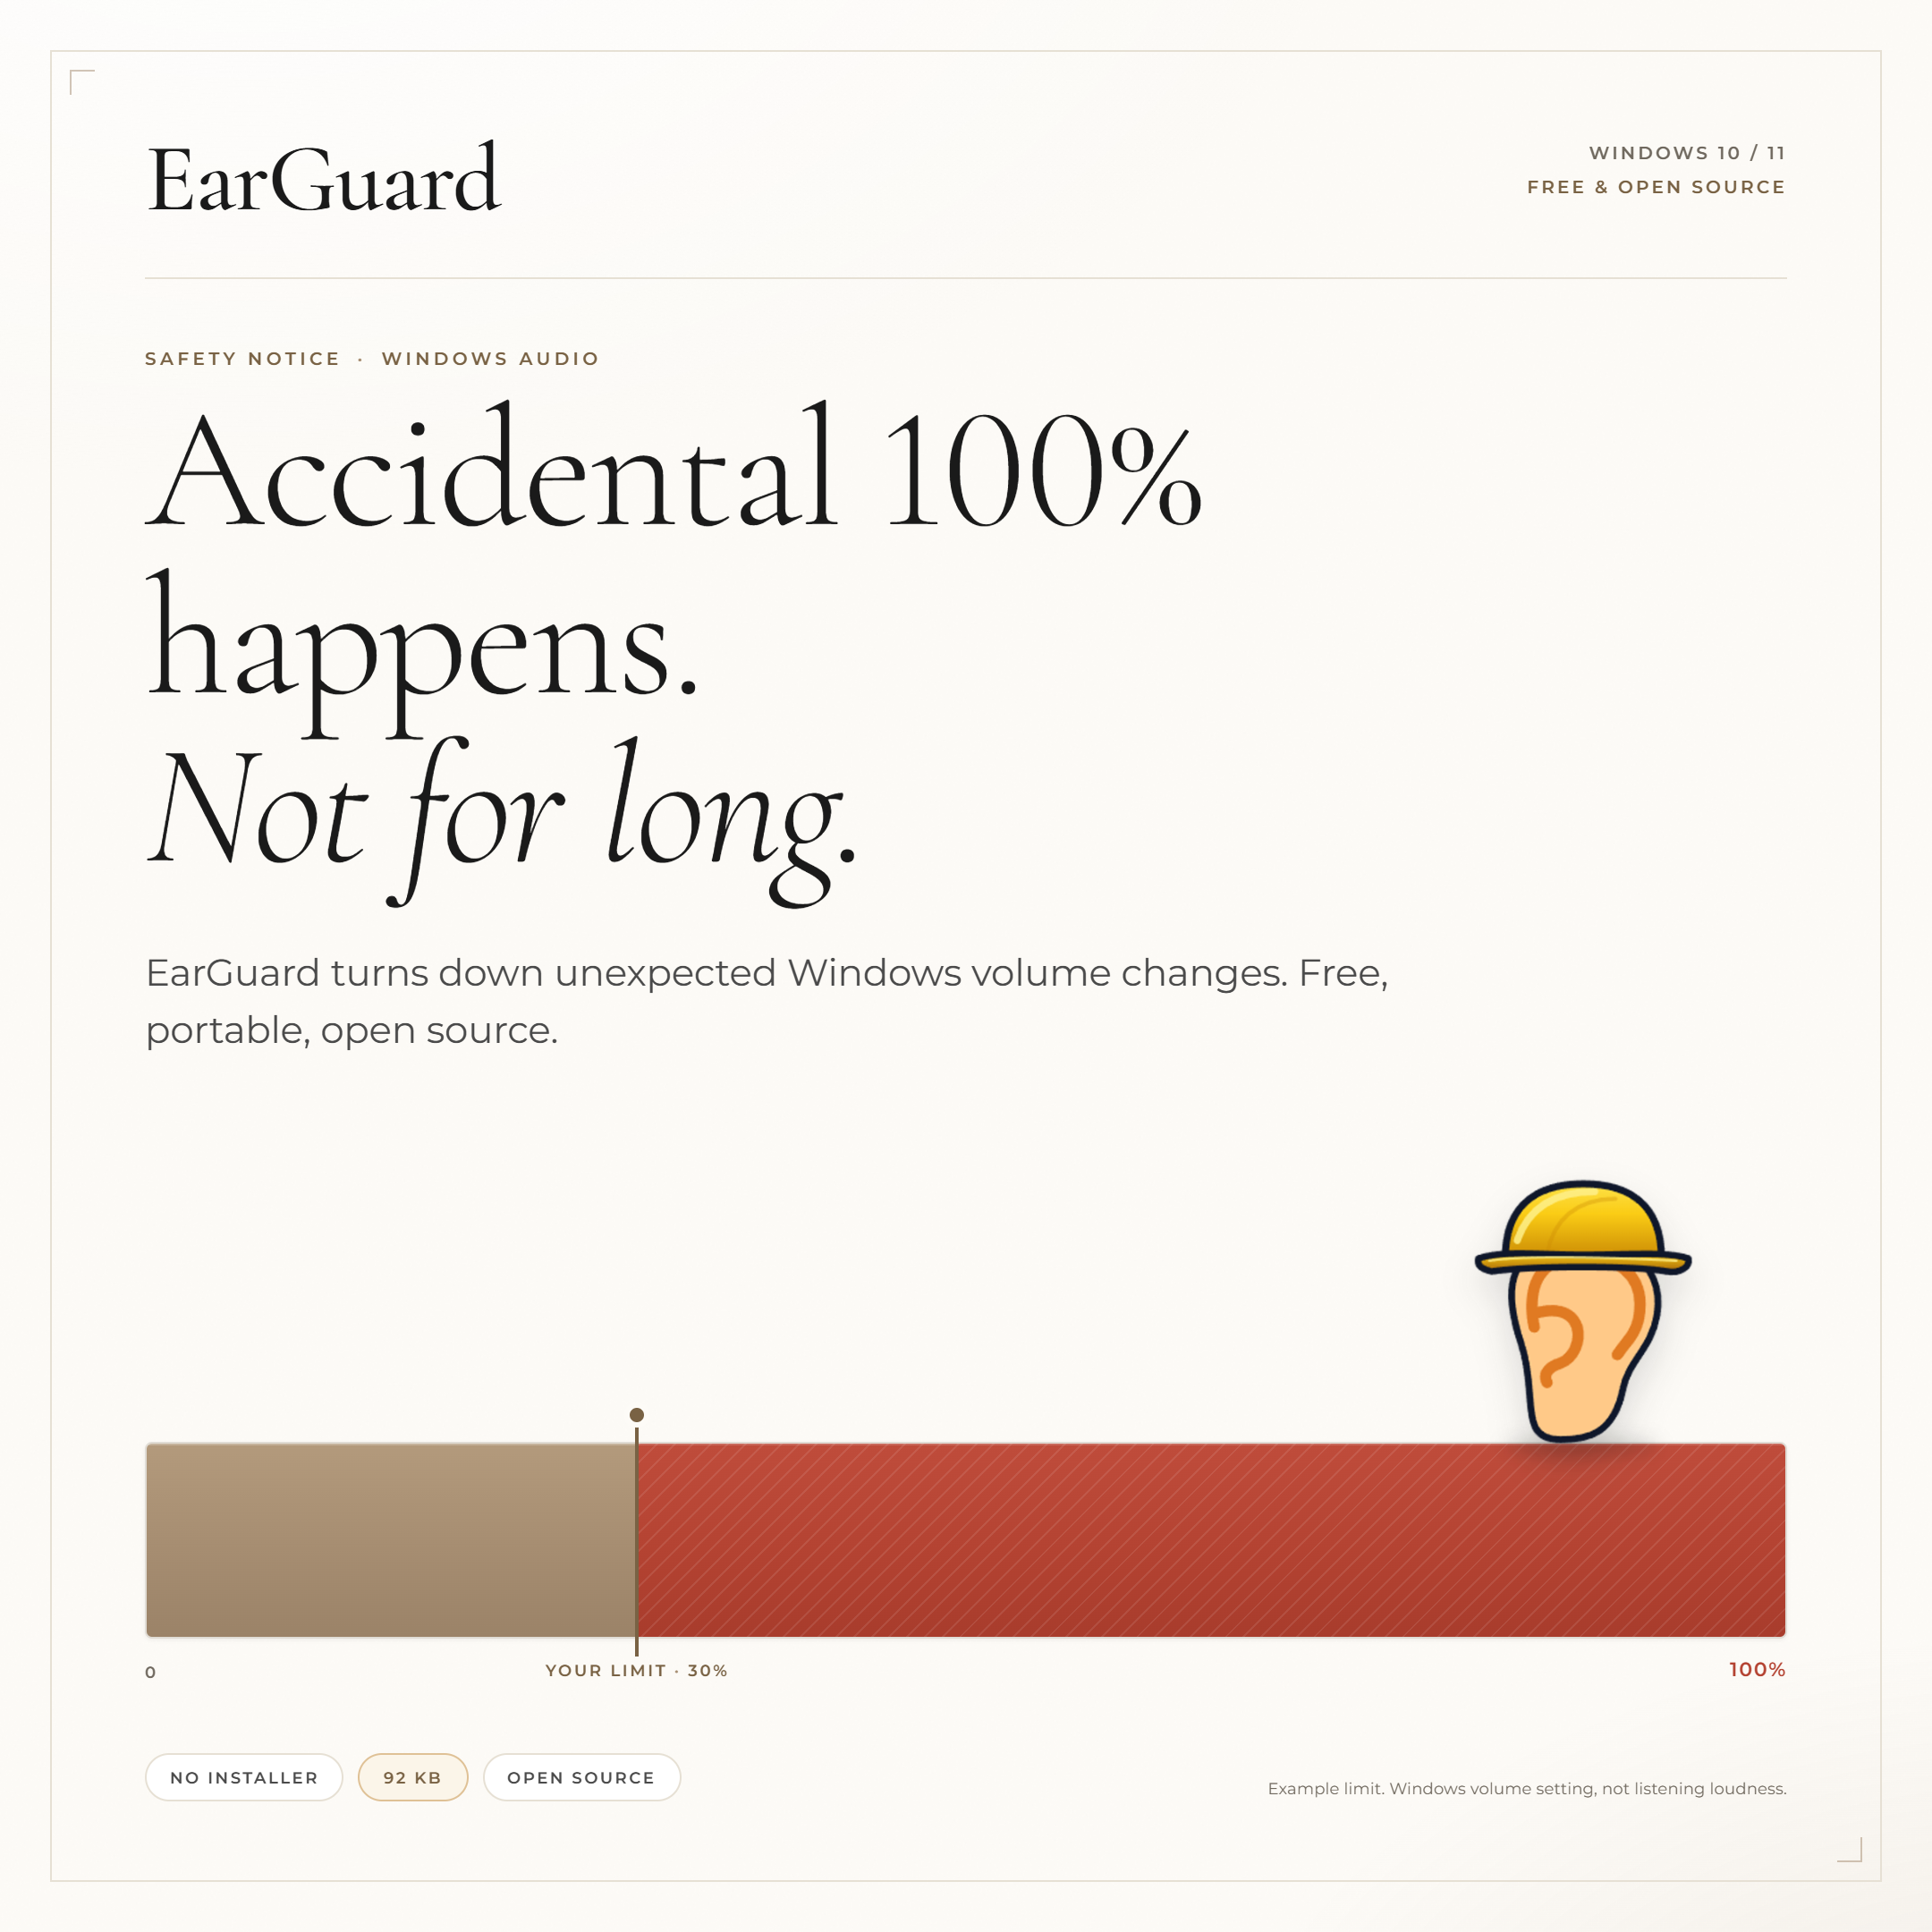 EarGuard
WINDOWS 10 / 11
FREE & OPEN SOURCE
SAFETY NOTICE · WINDOWS AUDIO
Accidental 100%
happens.
Not for long.
EarGuard turns down unexpected Windows volume changes. Free,
portable, open source.
0
YOUR LIMIT · 30%
100%
NO INSTALLER
92 KB
OPEN SOURCE
Example limit. Windows volume setting, not listening loudness.